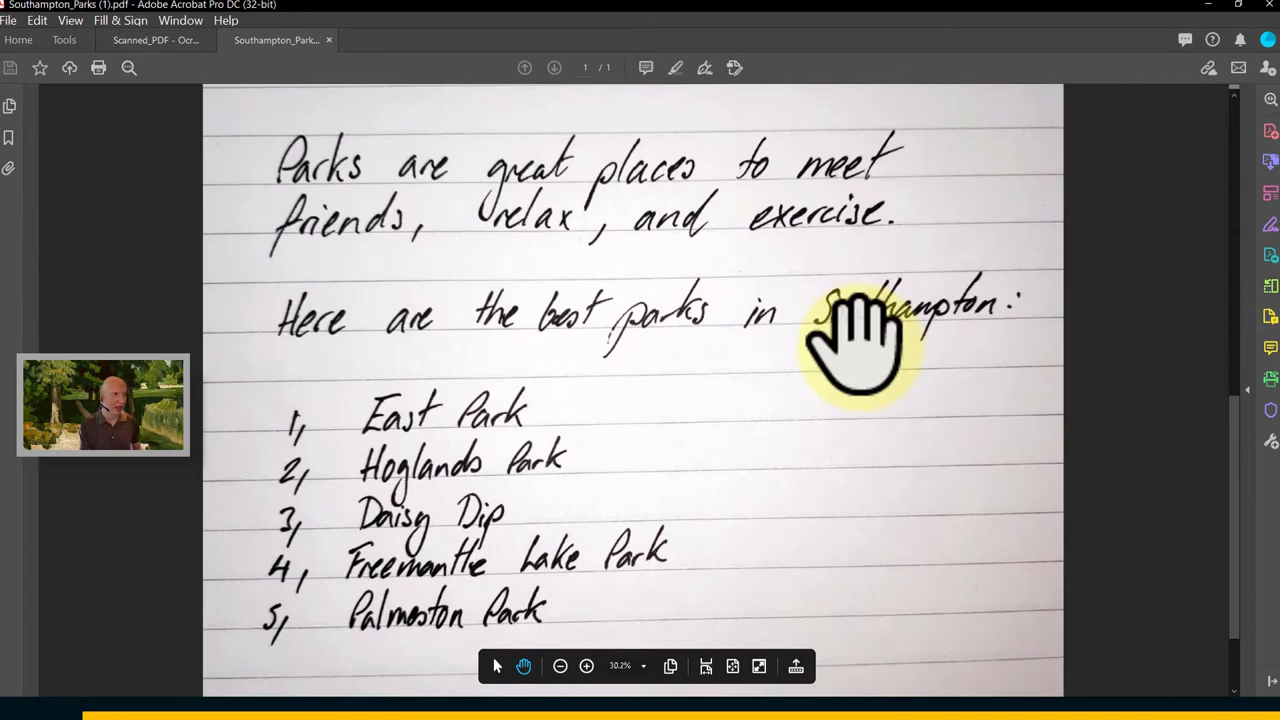 Southampton_Parks (1).pdf - Adobe Acrobat Pro DC (32-bit)
File Edit View Fill & Sign Window Help
Home Tools Scanned_PDF - Ocr... Southampton_Park... ×
1 / 1
Parks are great places to meet
friends, relax, and exercise.
Here are the best parks in Southampton:
1, East Park
2, Hoglands Park
3, Daisy Dip
4, Freemantle Lake Park
5, Palmeston Park
30.2%